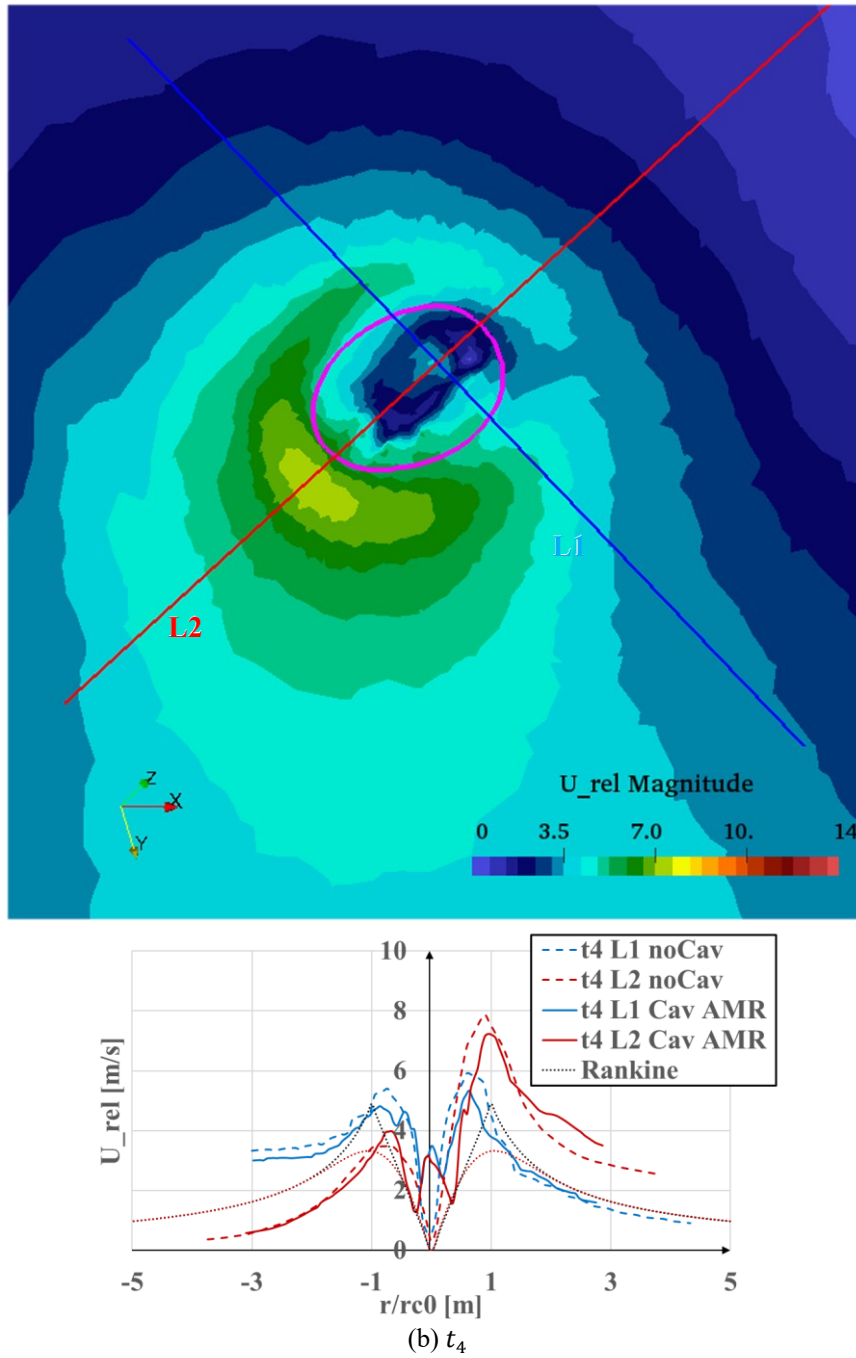 L1
L2
Z
X
Y
U_rel Magnitude
0 3.5 7.0 10. 14
t4 L1 noCav
t4 L2 noCav
t4 L1 Cav AMR
t4 L2 Cav AMR
Rankine
U_rel [m/s]
10
8
6
4
2
0
-5 -3 -1 1 3 5
r/rc0 [m]
(b) t₄